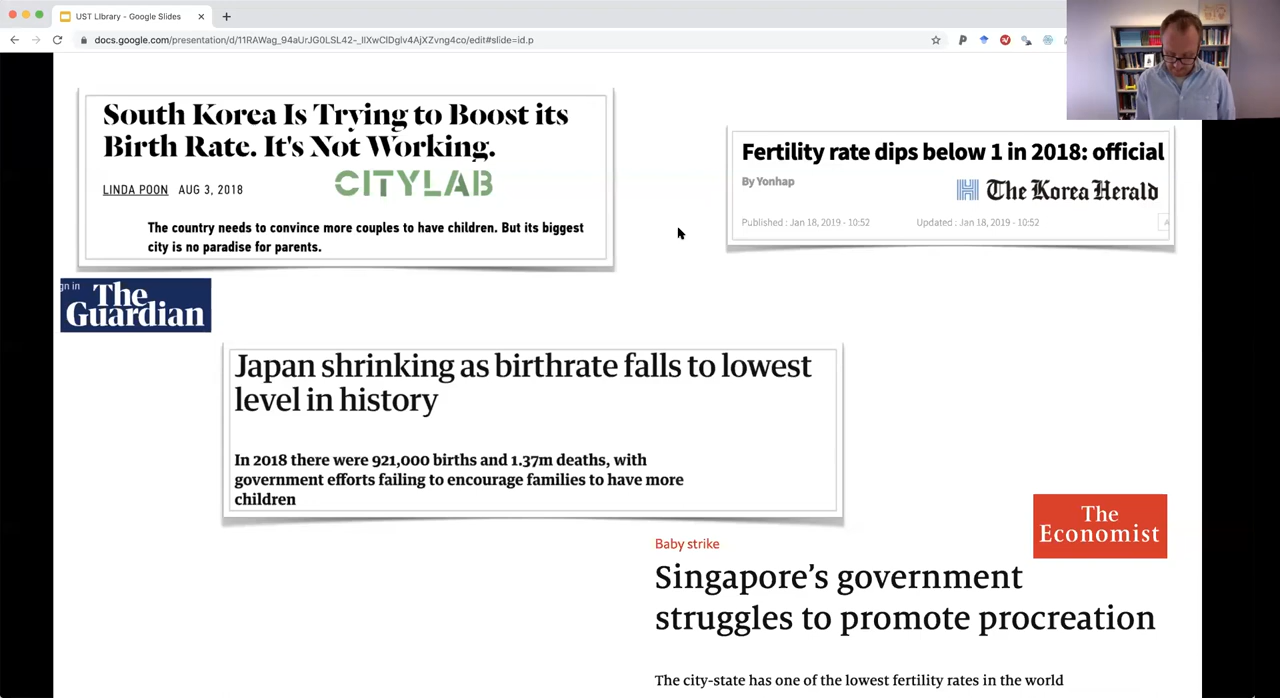 UST LIbrary - Google Slides
docs.google.com/presentation/d/11RAWag_94aUrJG0LSL42-_IIXwCIDglv4AjXZvng4co/edit#slide=id.p
South Korea Is Trying to Boost its
Birth Rate. It's Not Working.
LINDA POON AUG 3, 2018
CITYLAB
The country needs to convince more couples to have children. But its biggest
city is no paradise for parents.
Fertility rate dips below 1 in 2018: official
By Yonhap
The Korea Herald
Published : Jan 18, 2019 - 10:52 Updated : Jan 18, 2019 - 10:52
A
gn in
The
Guardian
Japan shrinking as birthrate falls to lowest
level in history
In 2018 there were 921,000 births and 1.37m deaths, with
government efforts failing to encourage families to have more
children
The
Economist
Baby strike
Singapore's government
struggles to promote procreation
The city-state has one of the lowest fertility rates in the world